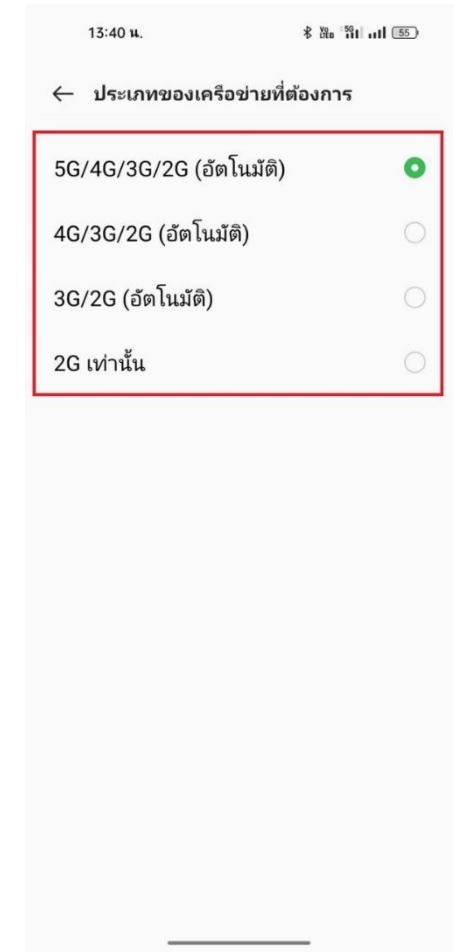 13:40 น.
5G
55
ประเภทของเครือข่ายที่ต้องการ
5G/4G/3G/2G (อัตโนมัติ)
4G/3G/2G (อัตโนมัติ)
3G/2G (อัตโนมัติ)
2G เท่านั้น